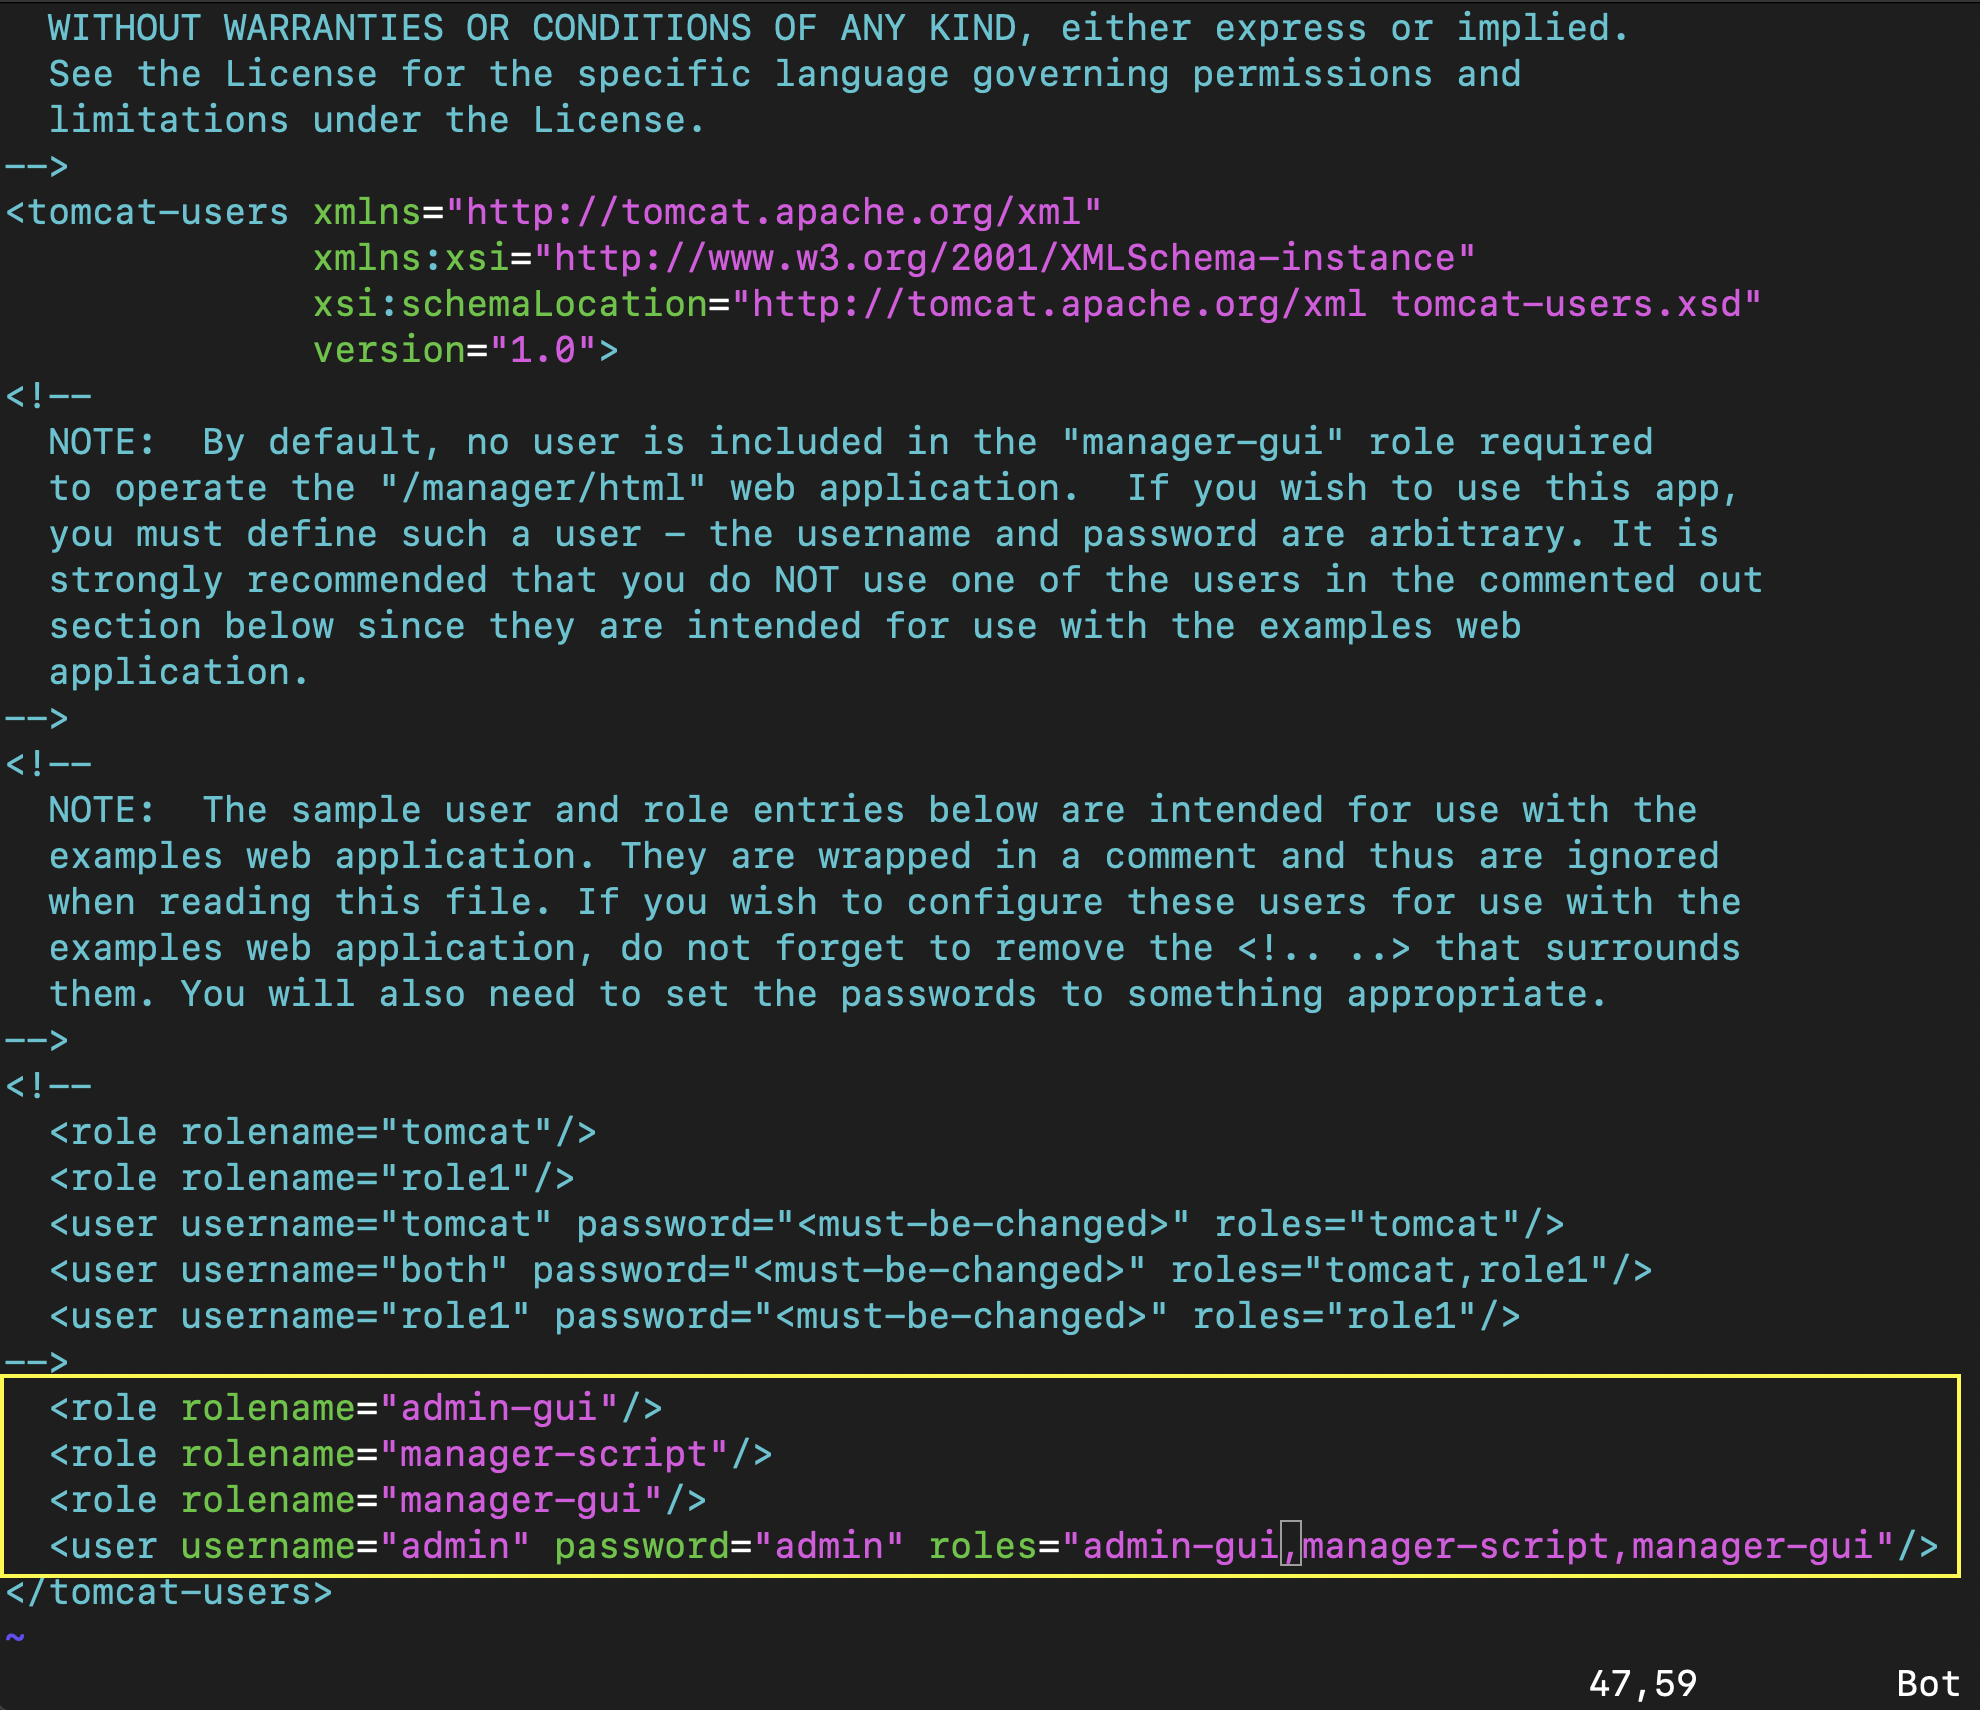 WITHOUT WARRANTIES OR CONDITIONS OF ANY KIND, either express or implied.
See the License for the specific language governing permissions and
limitations under the License.
-->
<tomcat-users xmlns="http://tomcat.apache.org/xml"
xmlns:xsi="http://www.w3.org/2001/XMLSchema-instance"
xsi:schemaLocation="http://tomcat.apache.org/xml tomcat-users.xsd"
version="1.0">
<!--
NOTE:  By default, no user is included in the "manager-gui" role required
to operate the "/manager/html" web application.  If you wish to use this app,
you must define such a user - the username and password are arbitrary. It is
strongly recommended that you do NOT use one of the users in the commented out
section below since they are intended for use with the examples web
application.
-->
<!--
NOTE:  The sample user and role entries below are intended for use with the
examples web application. They are wrapped in a comment and thus are ignored
when reading this file. If you wish to configure these users for use with the
examples web application, do not forget to remove the <!.. ..> that surrounds
them. You will also need to set the passwords to something appropriate.
-->
<!--
<role rolename="tomcat"/>
<role rolename="role1"/>
<user username="tomcat" password="<must-be-changed>" roles="tomcat"/>
<user username="both" password="<must-be-changed>" roles="tomcat,role1"/>
<user username="role1" password="<must-be-changed>" roles="role1"/>
-->
<role rolename="admin-gui"/>
<role rolename="manager-script"/>
<role rolename="manager-gui"/>
<user username="admin" password="admin" roles="admin-gui,manager-script,manager-gui"/>
</tomcat-users>
~
47,59 Bot